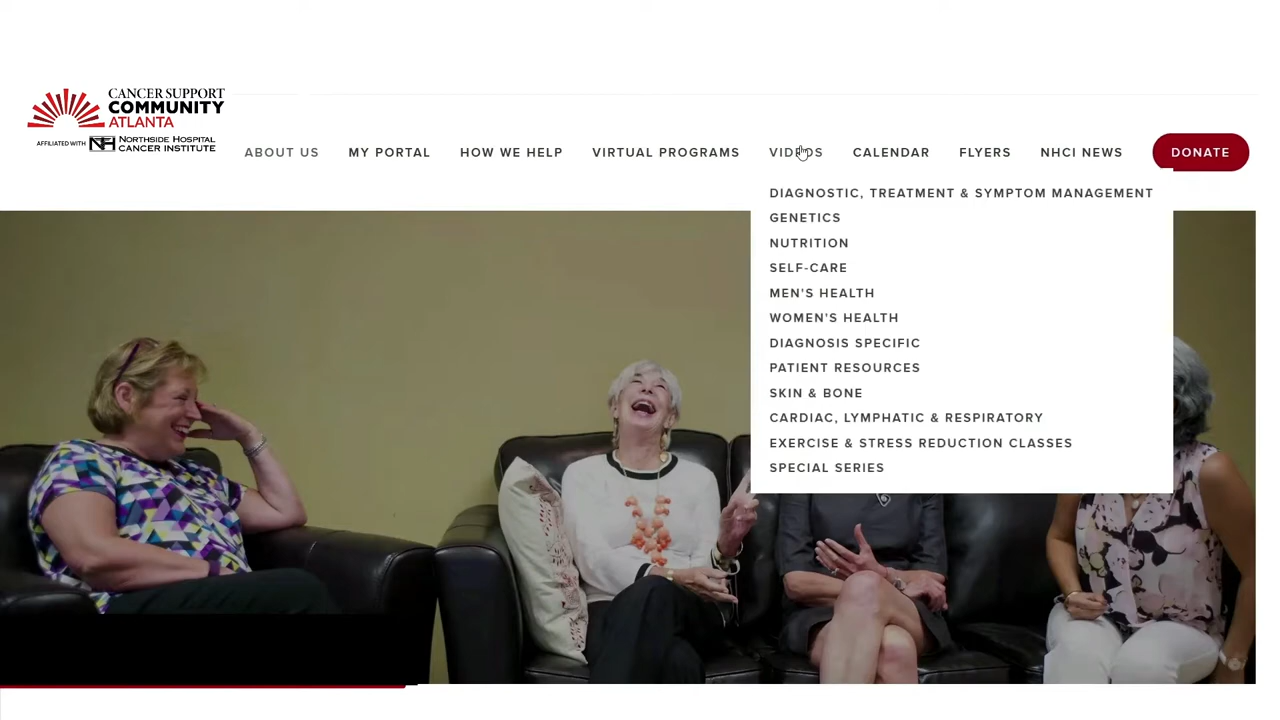 CANCER SUPPORT
COMMUNITY
ATLANTA
AFFILIATED WITH NH NORTHSIDE HOSPITAL
CANCER INSTITUTE
ABOUT US MY PORTAL HOW WE HELP VIRTUAL PROGRAMS VIDEOS CALENDAR FLYERS NHCI NEWS DONATE
DIAGNOSTIC, TREATMENT & SYMPTOM MANAGEMENT
GENETICS
NUTRITION
SELF-CARE
MEN'S HEALTH
WOMEN'S HEALTH
DIAGNOSIS SPECIFIC
PATIENT RESOURCES
SKIN & BONE
CARDIAC, LYMPHATIC & RESPIRATORY
EXERCISE & STRESS REDUCTION CLASSES
SPECIAL SERIES